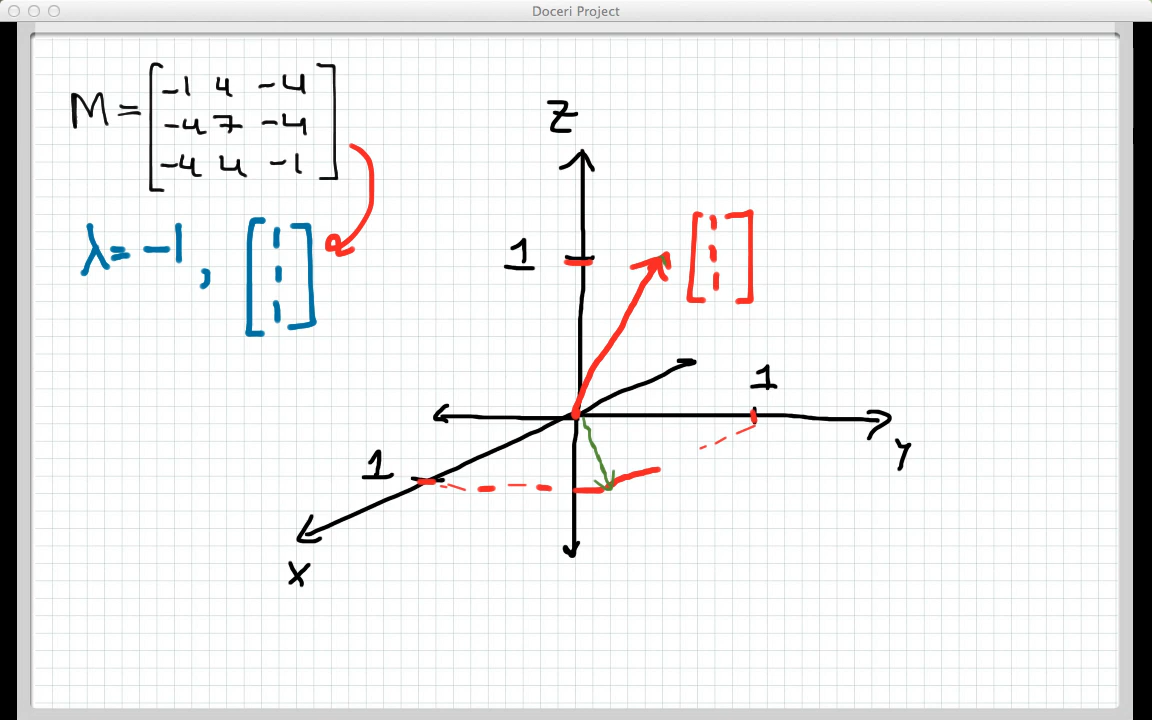 Doceri Project
M = [ -1 4 -4
-4 7 -4
-4 4 -1 ]
λ = -1, [ 1
1
1 ]
Z
1
[ 1
1
1 ]
1
Y
1
X